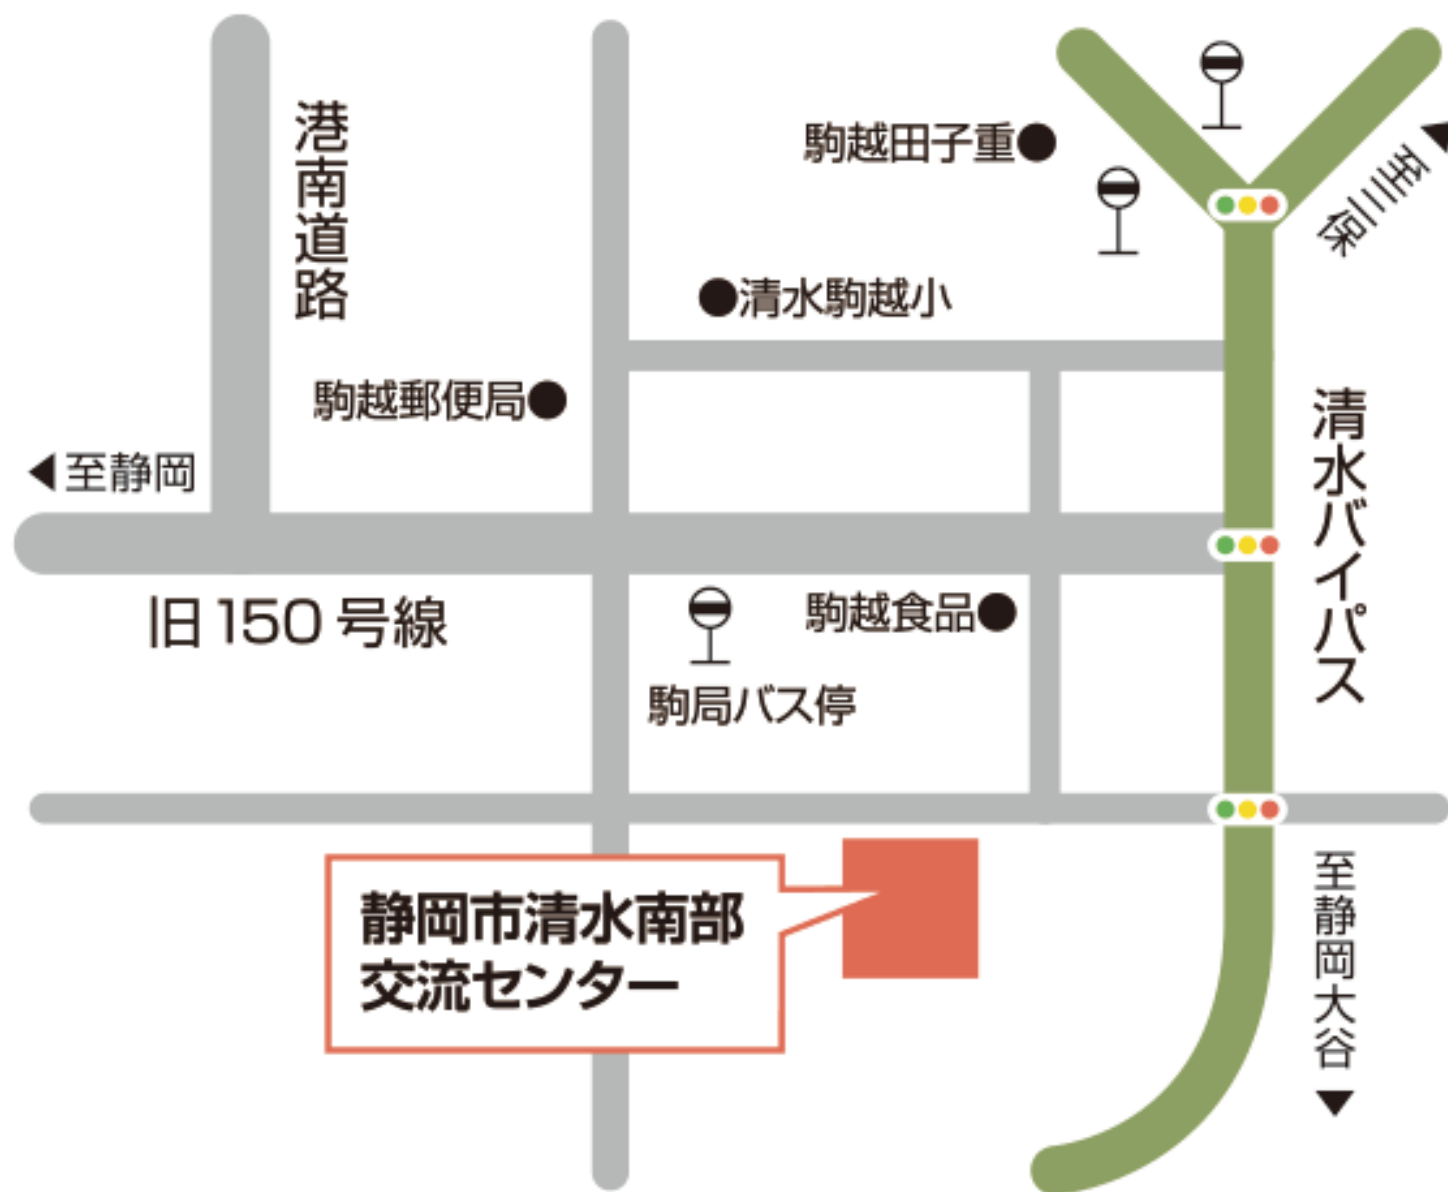 港南道路
駒越田子重
至三保
清水駒越小
駒越郵便局
至静岡
清水バイパス
旧150号線
駒越食品
駒局バス停
静岡市清水南部
交流センター
至静岡大谷